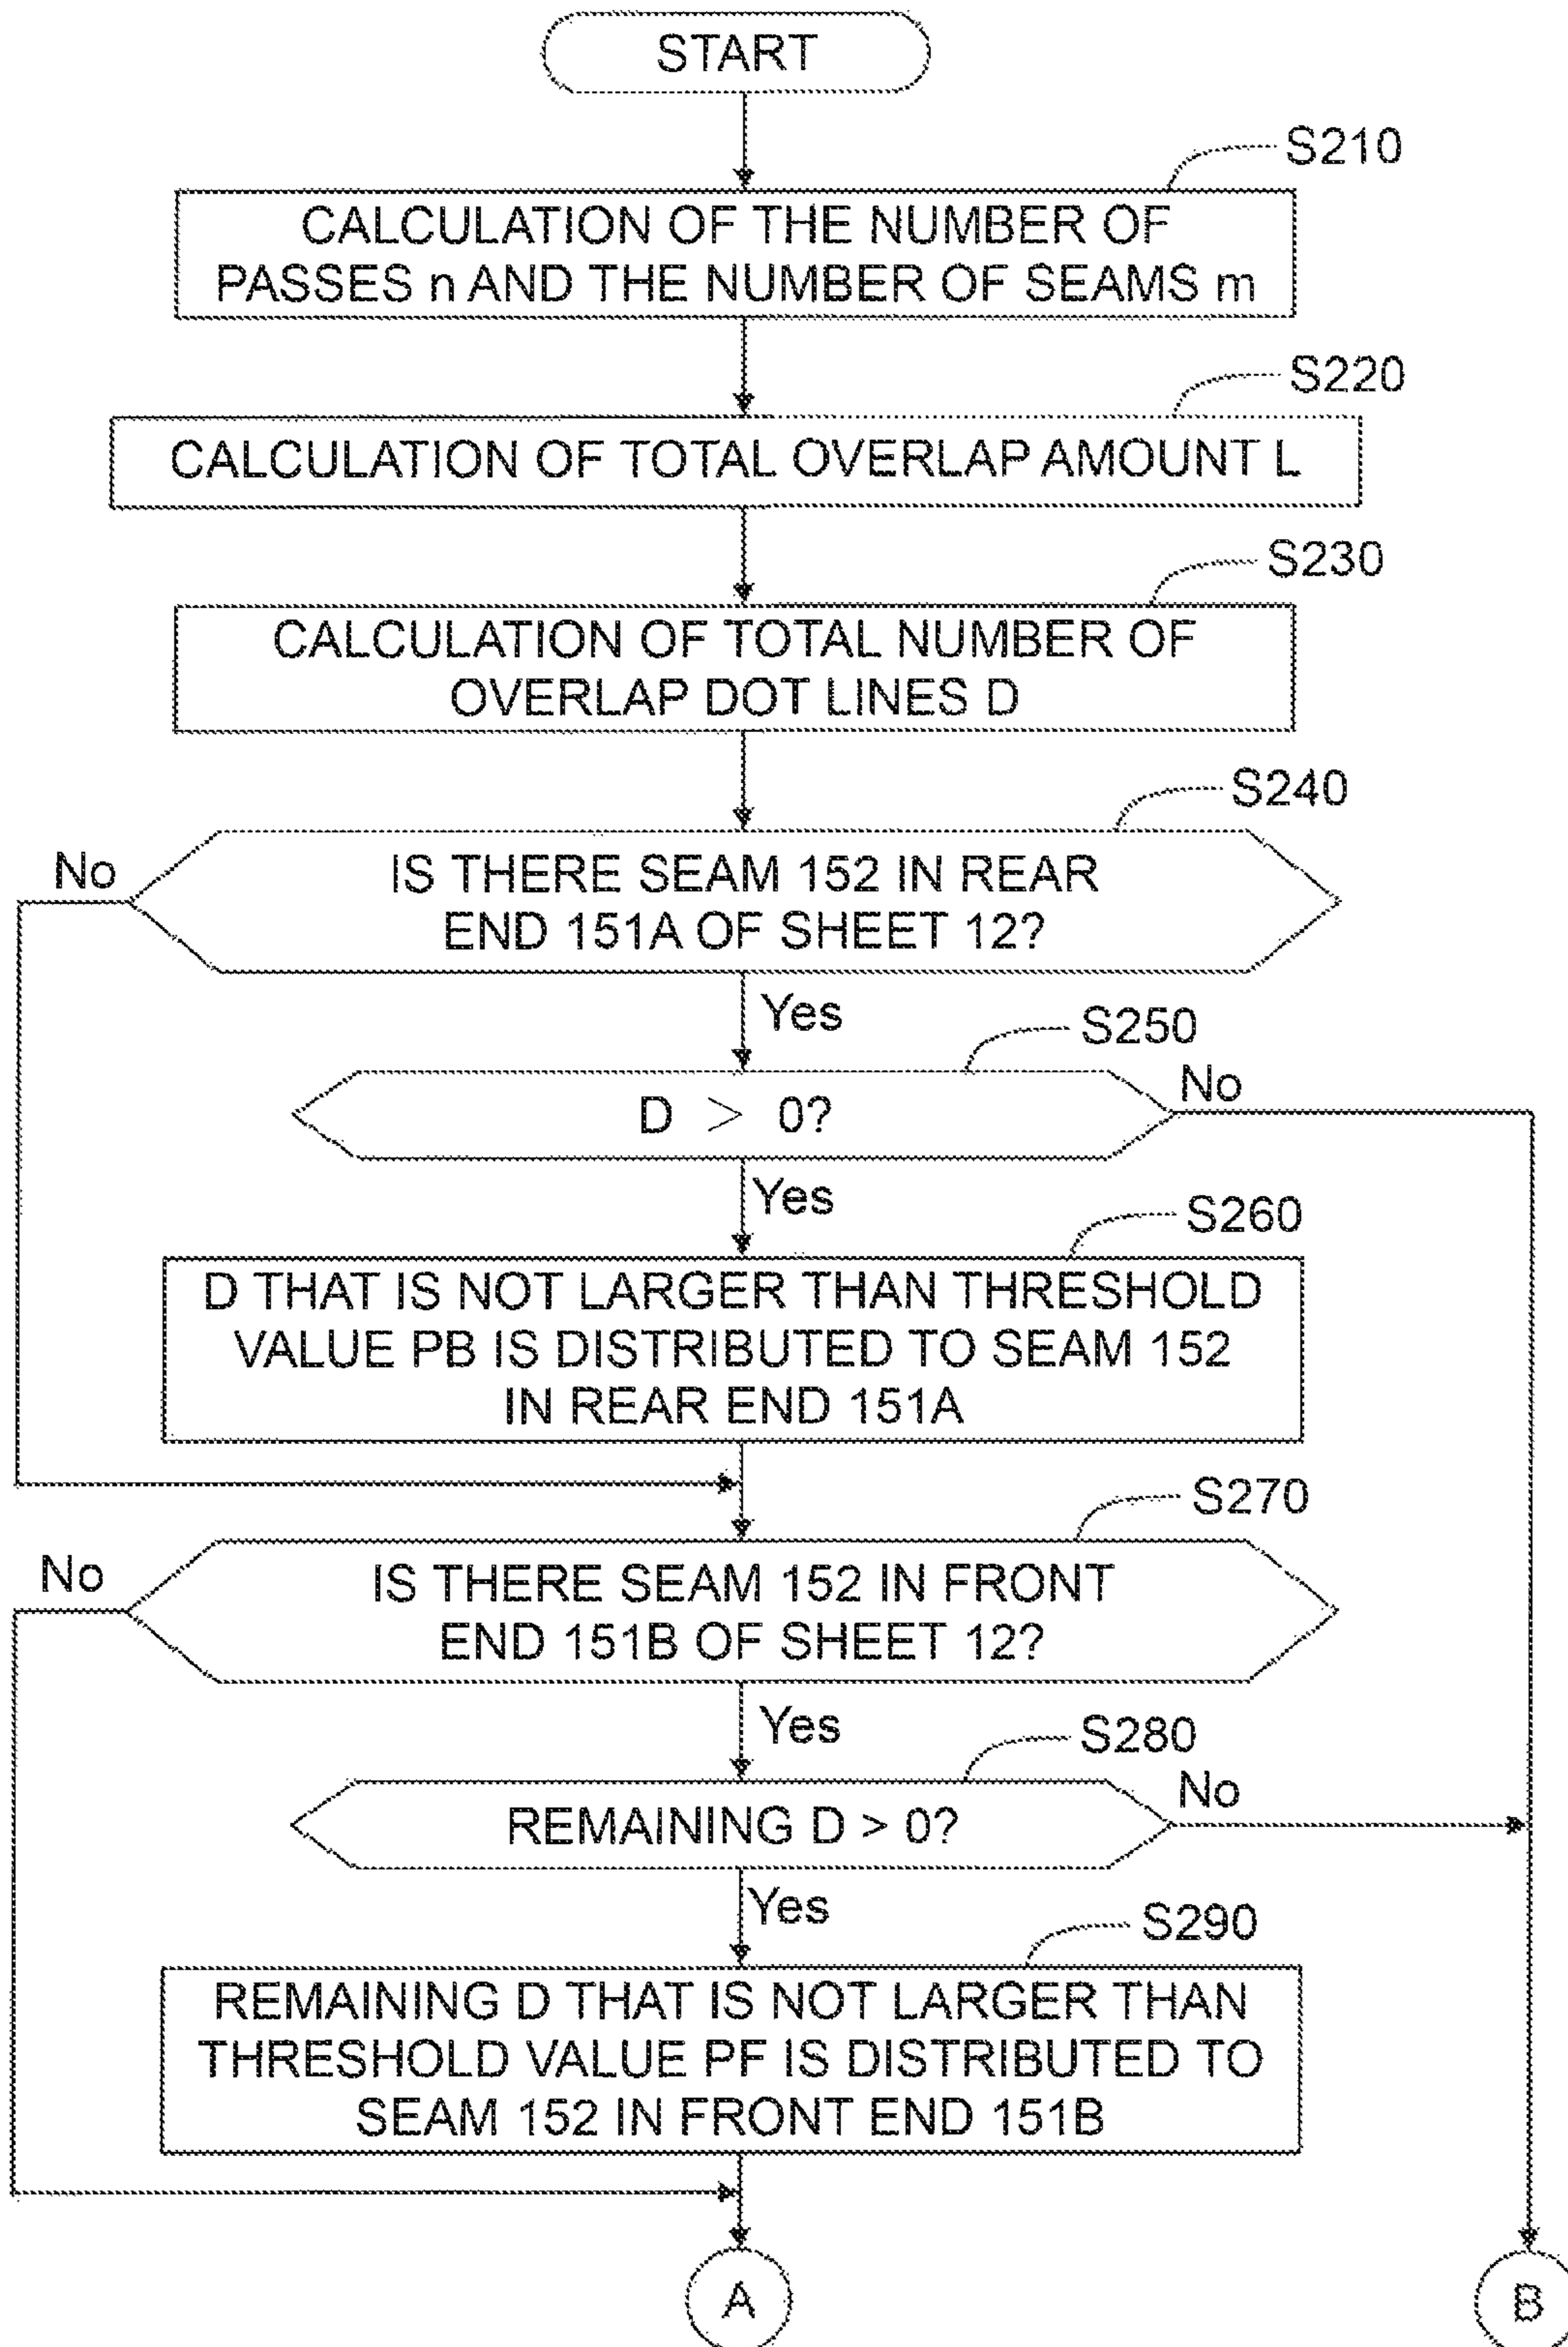 START
S210
CALCULATION OF THE NUMBER OF
PASSES n AND THE NUMBER OF SEAMS m
S220
CALCULATION OF TOTAL OVERLAP AMOUNT L
S230
CALCULATION OF TOTAL NUMBER OF
OVERLAP DOT LINES D
S240
No
IS THERE SEAM 152 IN REAR
END 151A OF SHEET 12?
Yes
S250
D > 0?
No
Yes
S260
D THAT IS NOT LARGER THAN THRESHOLD
VALUE PB IS DISTRIBUTED TO SEAM 152
IN REAR END 151A
S270
No
IS THERE SEAM 152 IN FRONT
END 151B OF SHEET 12?
Yes
S280
REMAINING D > 0?
No
Yes
S290
REMAINING D THAT IS NOT LARGER THAN
THRESHOLD VALUE PF IS DISTRIBUTED TO
SEAM 152 IN FRONT END 151B
A
B